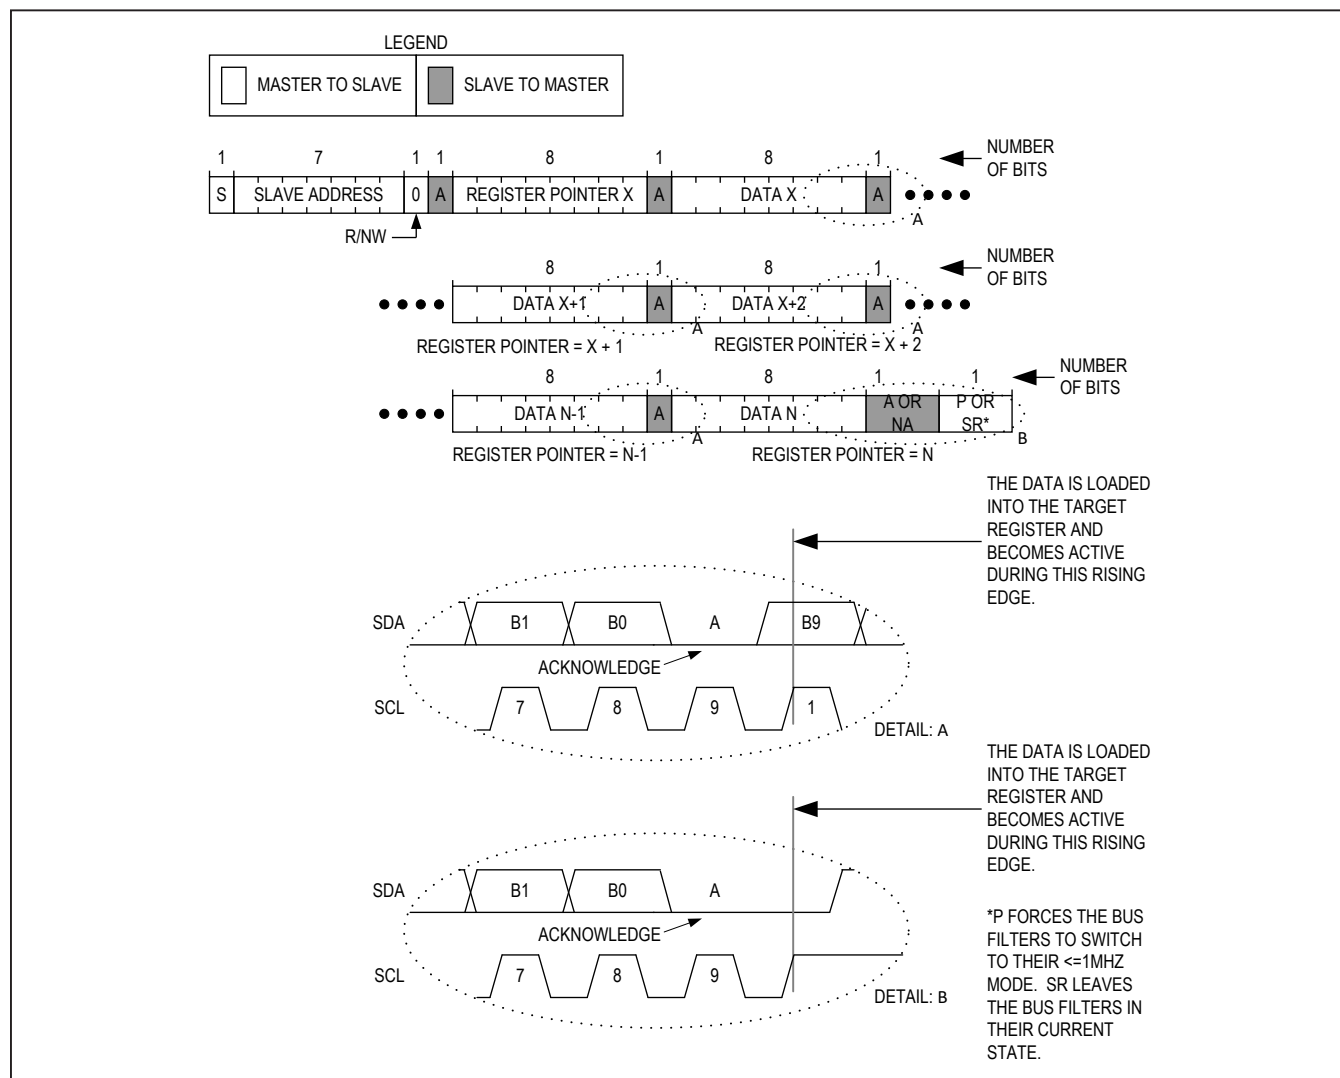 LEGEND
MASTER TO SLAVE SLAVE TO MASTER
1 7 1 1 8 1 8 1 NUMBER
OF BITS
S SLAVE ADDRESS 0 A REGISTER POINTER X A DATA X A
A
R/NW
8 1 8 1 NUMBER
OF BITS
DATA X+1 A DATA X+2 A
A A
REGISTER POINTER = X + 1 REGISTER POINTER = X + 2
8 1 8 1 1 NUMBER
OF BITS
DATA N-1 A DATA N A OR
NA P OR
SR*
A B
REGISTER POINTER = N-1 REGISTER POINTER = N
THE DATA IS LOADED
INTO THE TARGET
REGISTER AND
BECOMES ACTIVE
DURING THIS RISING
EDGE.
SDA B1 B0 A B9
ACKNOWLEDGE
SCL 7 8 9 1
DETAIL: A
THE DATA IS LOADED
INTO THE TARGET
REGISTER AND
BECOMES ACTIVE
DURING THIS RISING
EDGE.
SDA B1 B0 A
ACKNOWLEDGE
SCL 7 8 9
DETAIL: B
*P FORCES THE BUS
FILTERS TO SWITCH
TO THEIR <=1MHZ
MODE. SR LEAVES
THE BUS FILTERS IN
THEIR CURRENT
STATE.